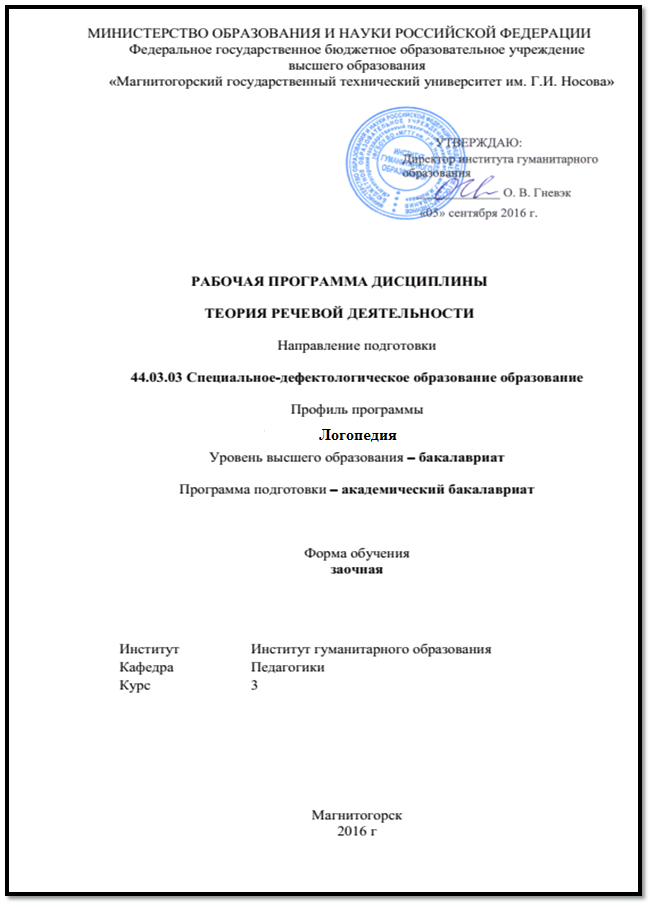 МИНИСТЕРСТВО ОБРАЗОВАНИЯ И НАУКИ РОССИЙСКОЙ ФЕДЕРАЦИИ
Федеральное государственное бюджетное образовательное учреждение
высшего образования
«Магнитогорский государственный технический университет им. Г.И. Носова»
УТВЕРЖДАЮ:
Директор института гуманитарного
образования
О. В. Гневэк
«05» сентября 2016 г.
ИНСТИТУТ
ГУМАНИТАРНОГО
ОБРАЗОВАНИЯ
РАБОЧАЯ ПРОГРАММА ДИСЦИПЛИНЫ
ТЕОРИЯ РЕЧЕВОЙ ДЕЯТЕЛЬНОСТИ
Направление подготовки
44.03.03 Специальное-дефектологическое образование образование
Профиль программы
Логопедия
Уровень высшего образования – бакалавриат
Программа подготовки – академический бакалавриат
Форма обучения
заочная
Институт Институт гуманитарного образования
Кафедра Педагогики
Курс 3
Магнитогорск
2016 г